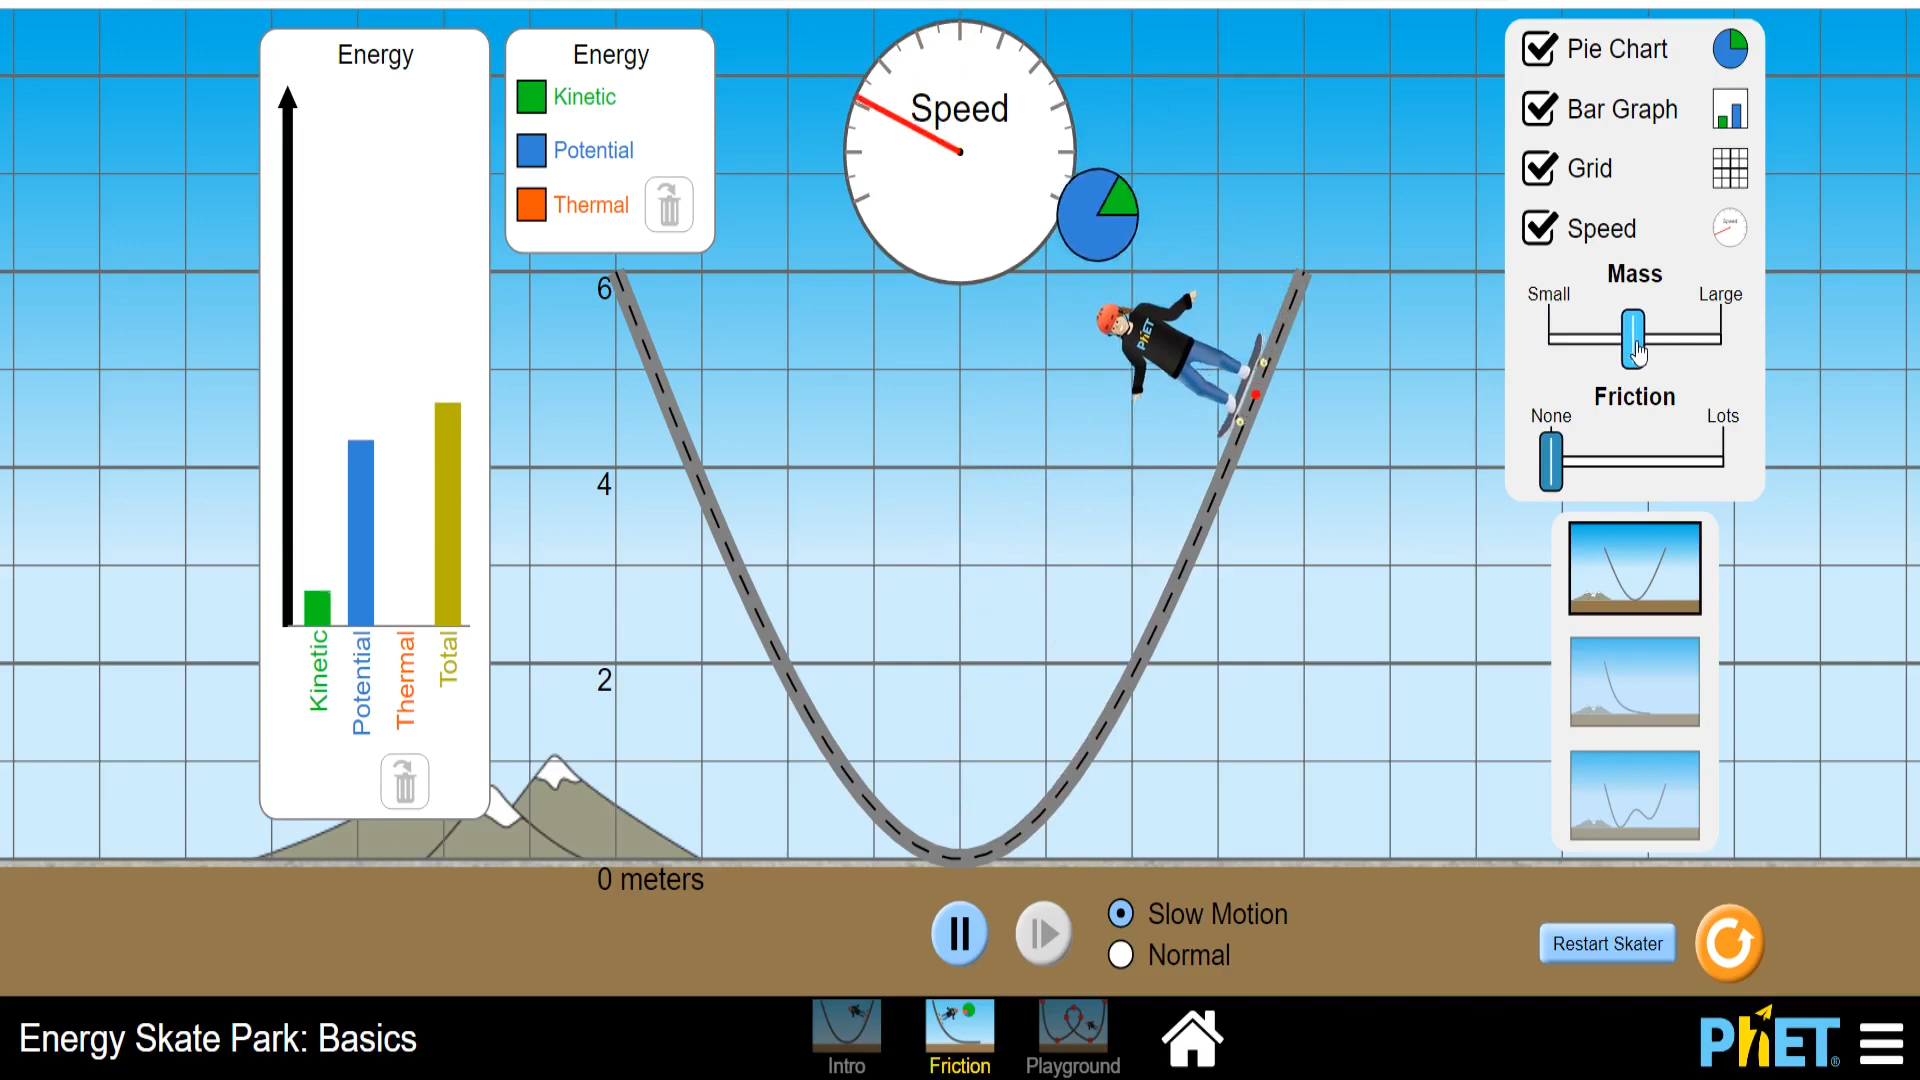 Energy
Kinetic
Potential
Thermal
Total
Energy
Kinetic
Potential
Thermal
Speed
Pie Chart
Bar Graph
Grid
Speed
Speed
Mass
Small
Large
Friction
None
Lots
PhET
6
4
2
0 meters
Slow Motion
Normal
Restart Skater
Energy Skate Park: Basics
Intro
Friction
Playground
PhET®